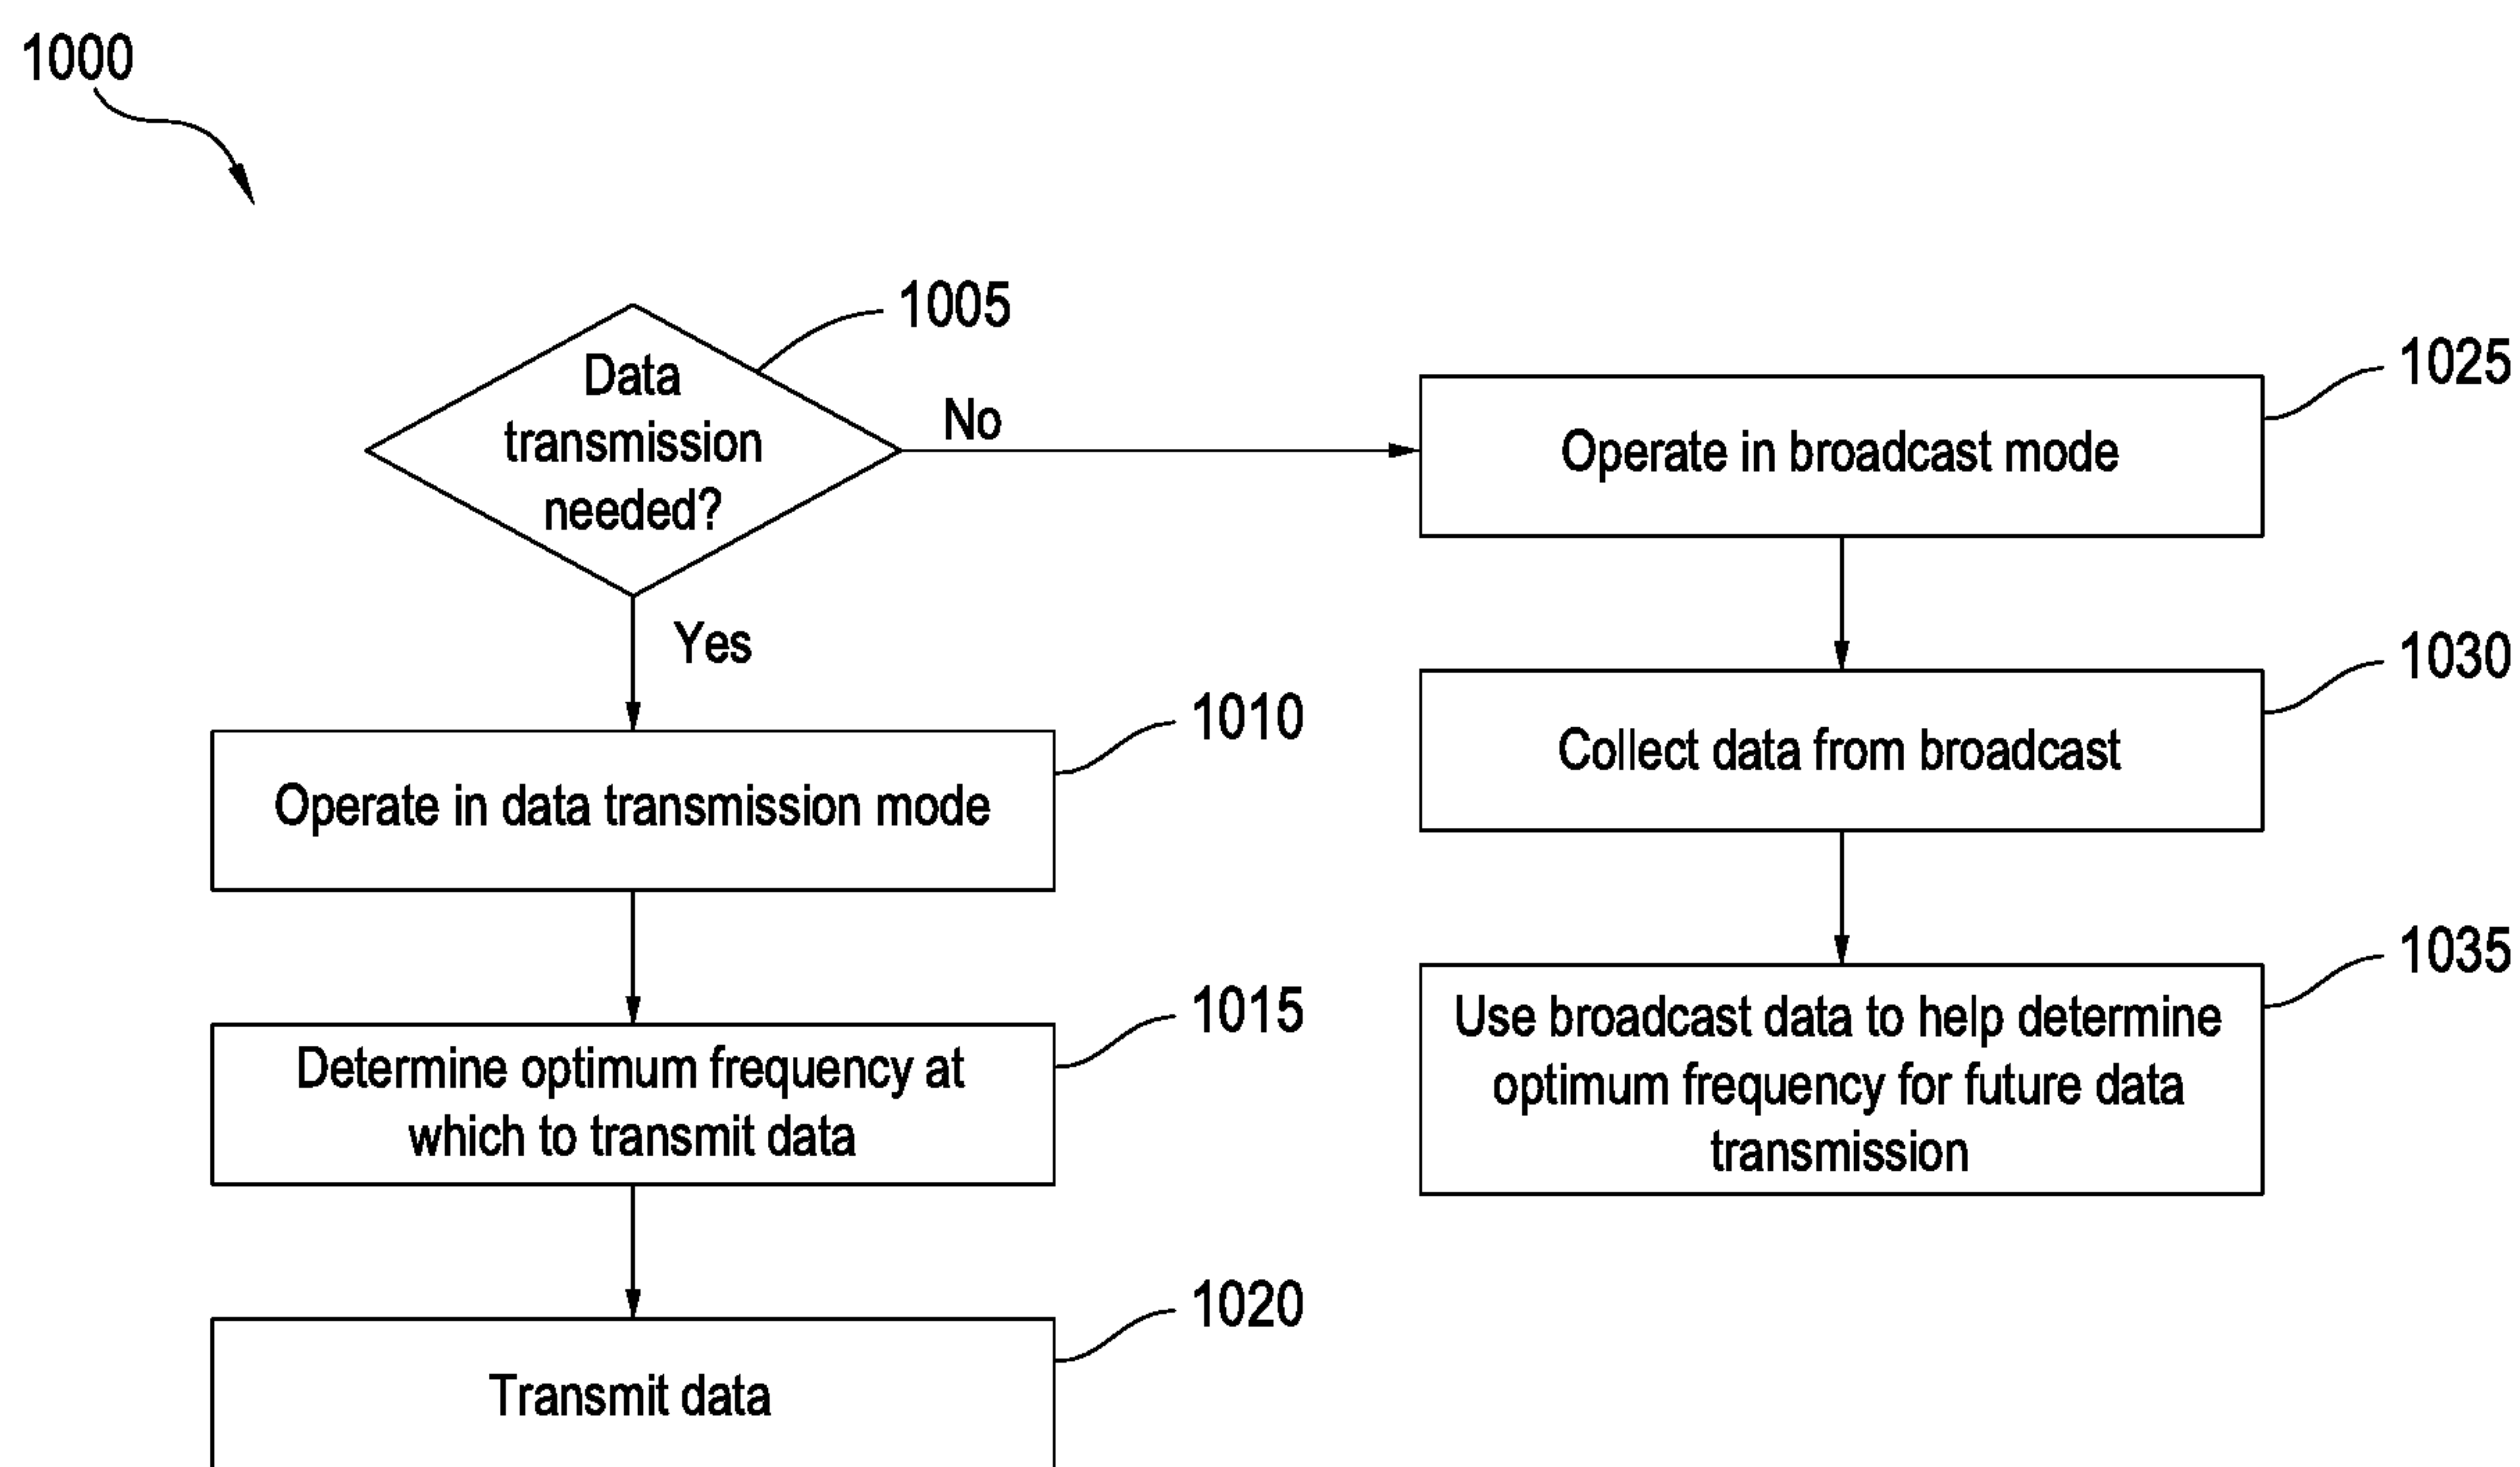 1000
1005
Data
transmission
needed?
No
Yes
1010
Operate in data transmission mode
1015
Determine optimum frequency at
which to transmit data
1020
Transmit data
1025
Operate in broadcast mode
1030
Collect data from broadcast
1035
Use broadcast data to help determine
optimum frequency for future data
transmission